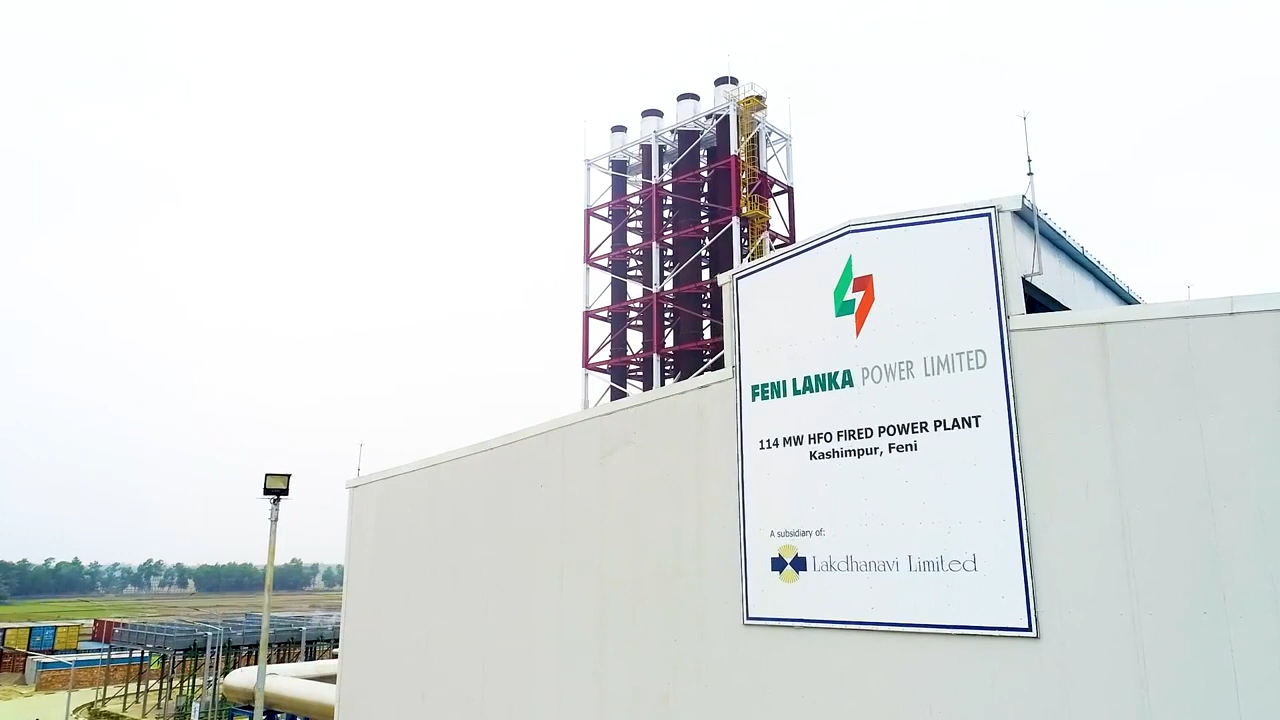 FENI LANKA POWER LIMITED
114 MW HFO FIRED POWER PLANT
Kashimpur, Feni
A subsidiary of:
Lakdhanavi Limited